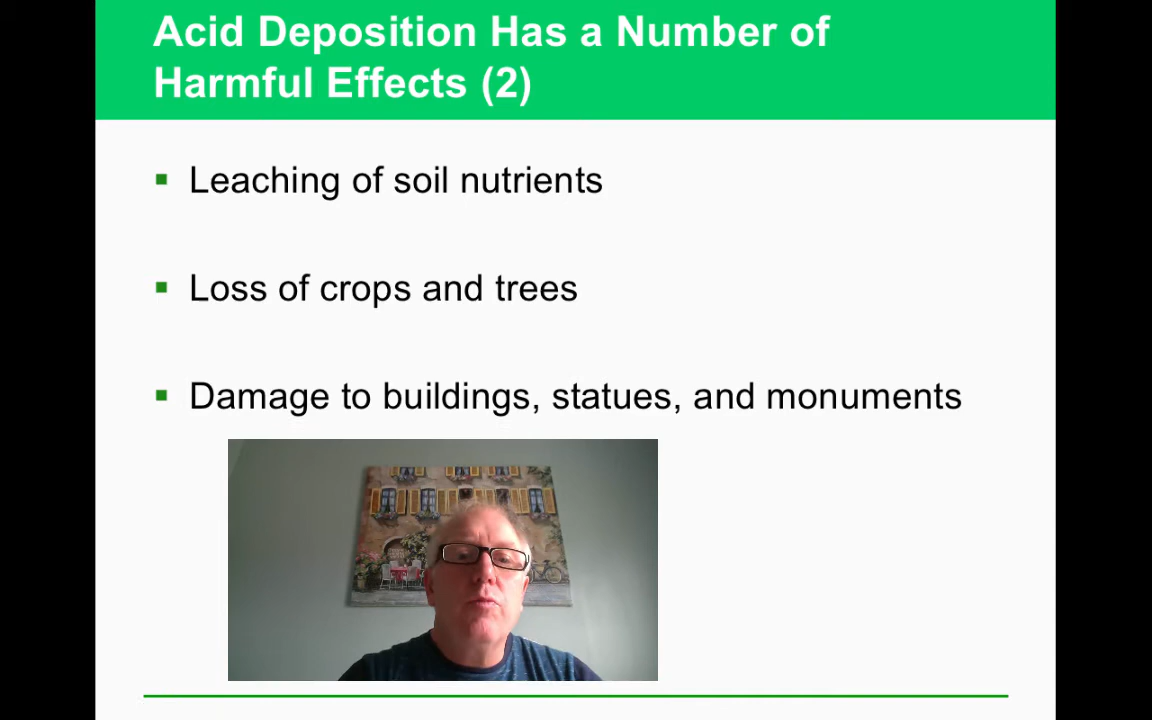 Acid Deposition Has a Number of
Harmful Effects (2)
Leaching of soil nutrients
Loss of crops and trees
Damage to buildings, statues, and monuments